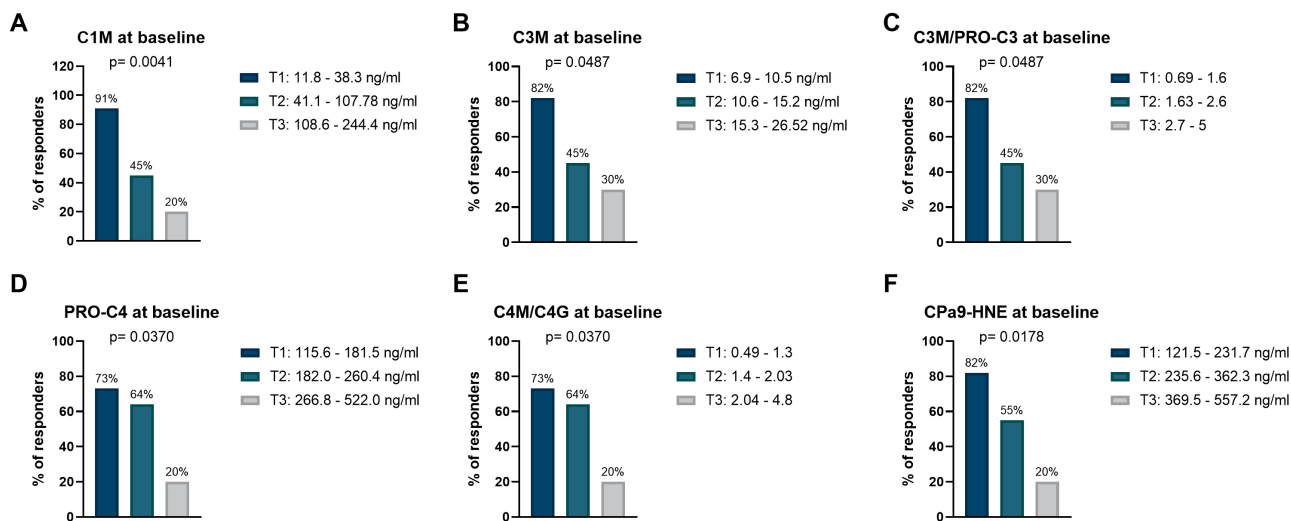 A
C1M at baseline
p= 0.0041
% of responders
120
100
80
60
40
20
0
91%
45%
20%
T1: 11.8 - 38.3 ng/ml
T2: 41.1 - 107.78 ng/ml
T3: 108.6 - 244.4 ng/ml
B
C3M at baseline
p= 0.0487
% of responders
100
80
60
40
20
0
82%
45%
30%
T1: 6.9 - 10.5 ng/ml
T2: 10.6 - 15.2 ng/ml
T3: 15.3 - 26.52 ng/ml
C
C3M/PRO-C3 at baseline
p= 0.0487
% of responders
100
80
60
40
20
0
82%
45%
30%
T1: 0.69 - 1.6
T2: 1.63 - 2.6
T3: 2.7 - 5
D
PRO-C4 at baseline
p= 0.0370
% of responders
100
80
60
40
20
0
73%
64%
20%
T1: 115.6 - 181.5 ng/ml
T2: 182.0 - 260.4 ng/ml
T3: 266.8 - 522.0 ng/ml
E
C4M/C4G at baseline
p= 0.0370
% of responders
100
80
60
40
20
0
73%
64%
20%
T1: 0.49 - 1.3
T2: 1.4 - 2.03
T3: 2.04 - 4.8
F
CPa9-HNE at baseline
p= 0.0178
% of responders
100
80
60
40
20
0
82%
55%
20%
T1: 121.5 - 231.7 ng/ml
T2: 235.6 - 362.3 ng/ml
T3: 369.5 - 557.2 ng/ml